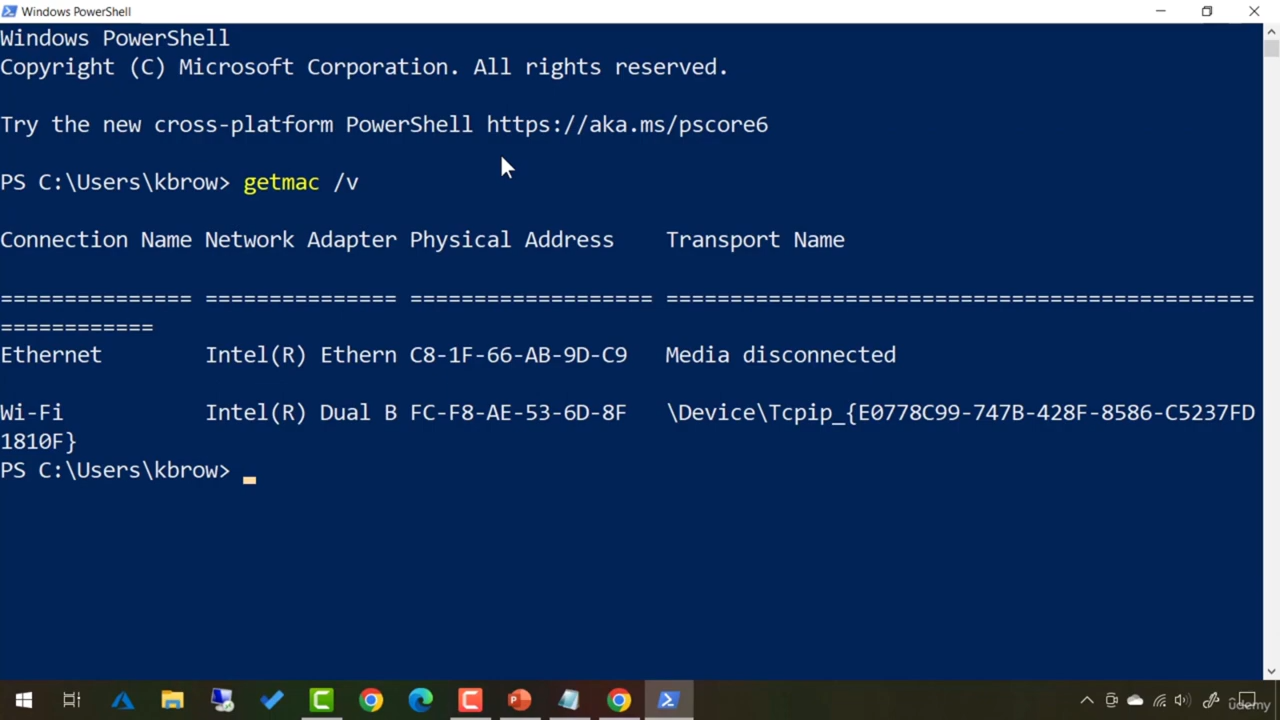 Windows PowerShell
Windows PowerShell
Copyright (C) Microsoft Corporation. All rights reserved.
Try the new cross-platform PowerShell https://aka.ms/pscore6
PS C:\Users\kbrow> getmac /v
Connection Name Network Adapter Physical Address    Transport Name
=============== =============== =================== ==============================================
============
Ethernet        Intel(R) Ethern C8-1F-66-AB-9D-C9   Media disconnected
Wi-Fi           Intel(R) Dual B FC-F8-AE-53-6D-8F   \Device\Tcpip_{E0778C99-747B-428F-8586-C5237FD
1810F}
PS C:\Users\kbrow>
udemy